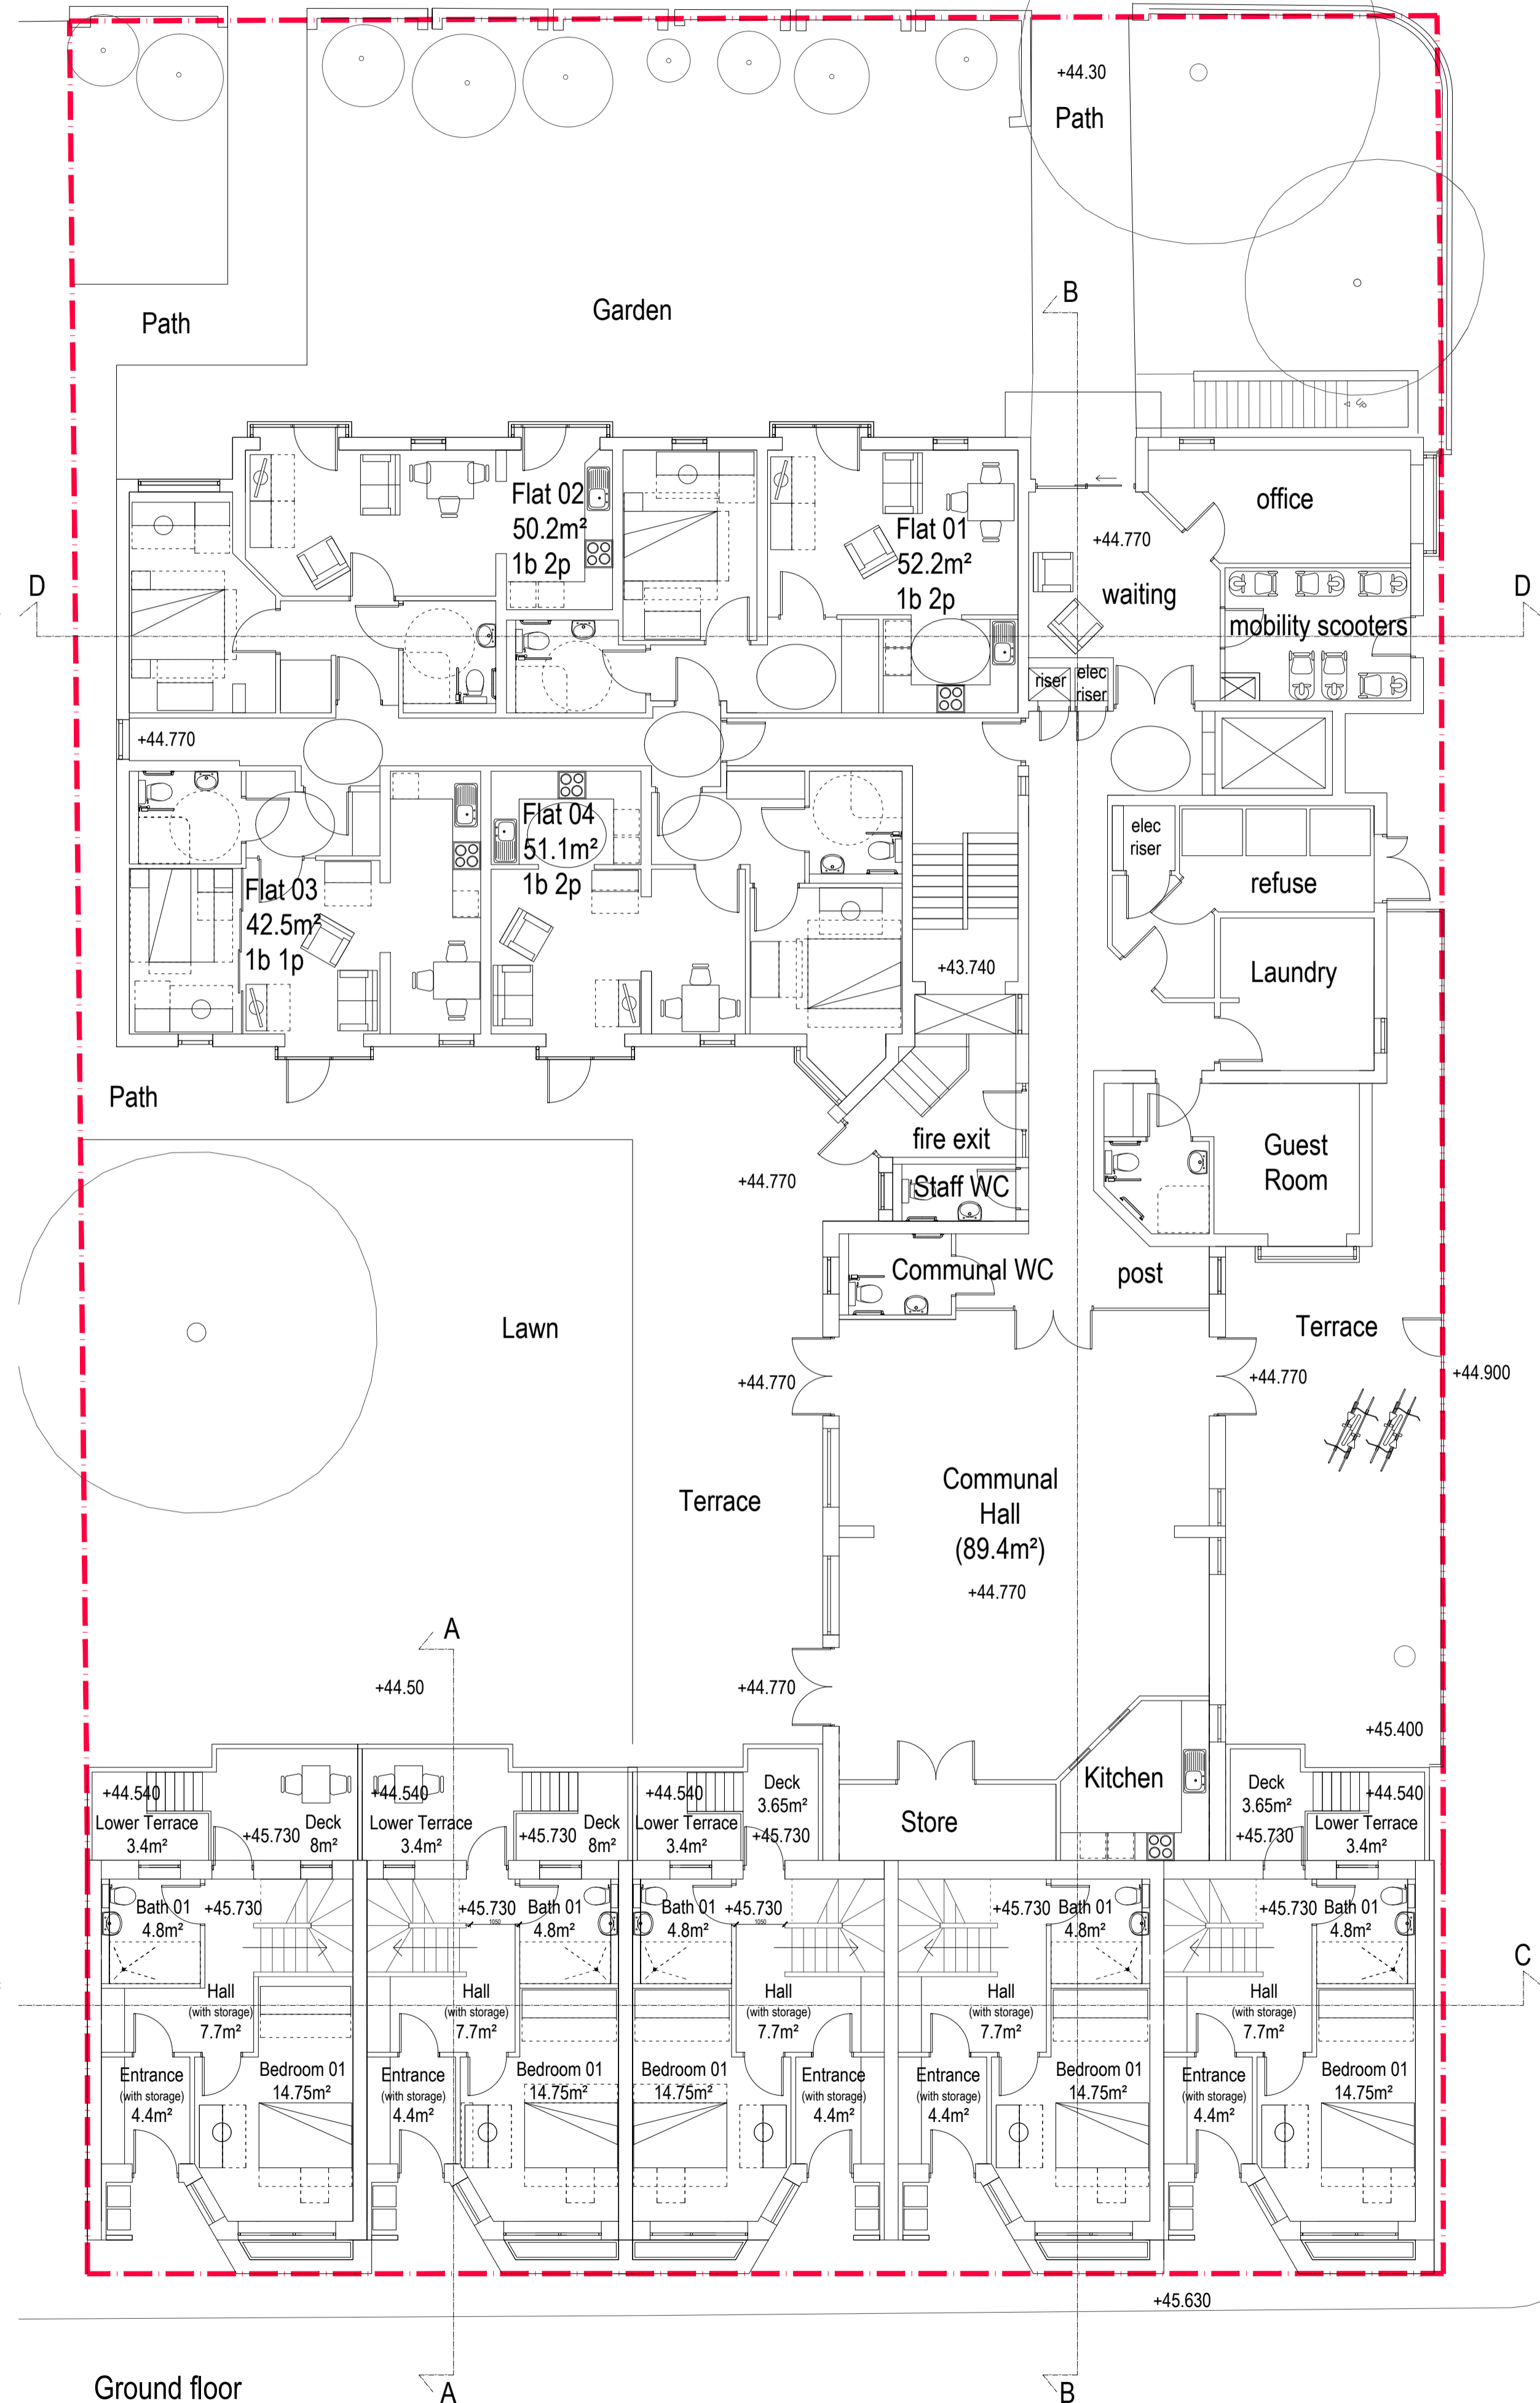 +44.30
Path
B
Garden
Path
UP
Flat 02
50.2m²
1b 2p
Flat 01
52.2m²
1b 2p
office
+44.770
waiting
D
D
mobility scooters
riser
elec
riser
+44.770
Flat 04
51.1m²
1b 2p
elec
riser
refuse
Flat 03
42.5m²
1b 1p
+43.740
Laundry
Path
fire exit
Guest
Room
+44.770
Staff WC
Communal WC
post
Lawn
Terrace
+44.770
+44.770
+44.900
Communal
Hall
(89.4m²)
Terrace
+44.770
A
+44.50
+44.770
+45.400
Kitchen
+44.540
Lower Terrace
3.4m²
+45.730
Deck
8m²
+44.540
Lower Terrace
3.4m²
+45.730
Deck
8m²
+44.540
Lower Terrace
3.4m²
Deck
3.65m²
+45.730
Store
Deck
3.65m²
+45.730
+44.540
Lower Terrace
3.4m²
Bath 01
4.8m²
+45.730
+45.730
1050
Bath 01
4.8m²
Bath 01
4.8m²
+45.730
1050
+45.730
Bath 01
4.8m²
+45.730
Bath 01
4.8m²
C
Hall
(with storage)
7.7m²
Hall
(with storage)
7.7m²
Hall
(with storage)
7.7m²
Hall
(with storage)
7.7m²
Hall
(with storage)
7.7m²
Entrance
(with storage)
4.4m²
Bedroom 01
14.75m²
Entrance
(with storage)
4.4m²
Bedroom 01
14.75m²
Bedroom 01
14.75m²
Entrance
(with storage)
4.4m²
Entrance
(with storage)
4.4m²
Bedroom 01
14.75m²
Entrance
(with storage)
4.4m²
Bedroom 01
14.75m²
+45.630
Ground floor
A
B